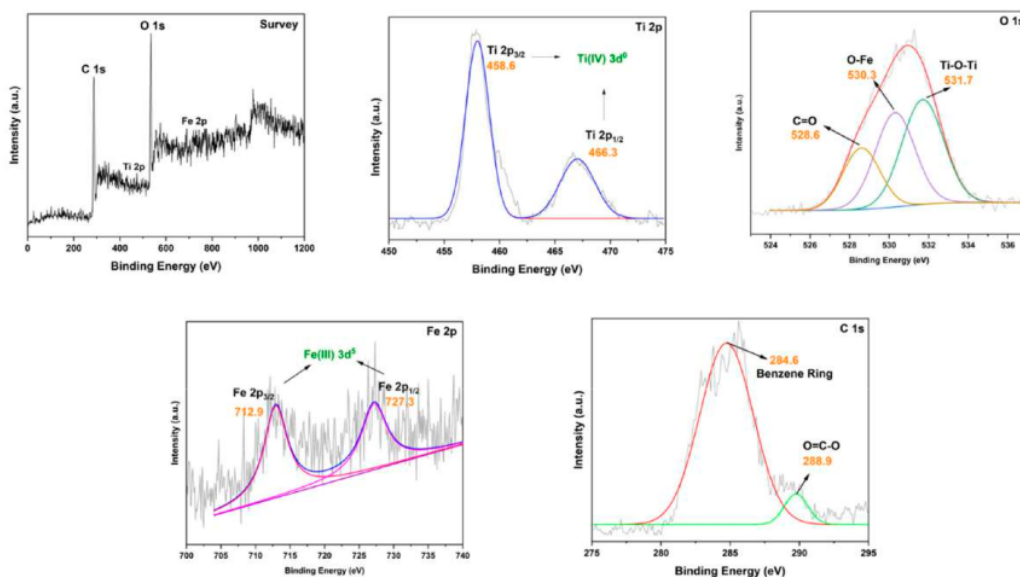 Survey
O 1s
C 1s
Fe 2p
Ti 2p
Intensity (a.u.)
0 200 400 600 800 1000 1200
Binding Energy (eV)
Ti 2p
Ti 2p3/2
458.6
Ti(IV) 3d0
Ti 2p1/2
466.3
Intensity (a.u.)
450 455 460 465 470 475
Binding Energy (eV)
O 1s
O-Fe
530.3
Ti-O-Ti
531.7
C=O
528.6
Intensity (a.u.)
524 526 528 530 532 534 536
Binding Energy (eV)
Fe 2p
Fe(III) 3d5
Fe 2p3/2
712.9
Fe 2p1/2
727.3
Intensity (a.u.)
700 705 710 715 720 725 730 735 740
Binding Energy (eV)
C 1s
284.6
Benzene Ring
O=C-O
288.9
Intensity (a.u.)
275 280 285 290 295
Binding Energy (eV)